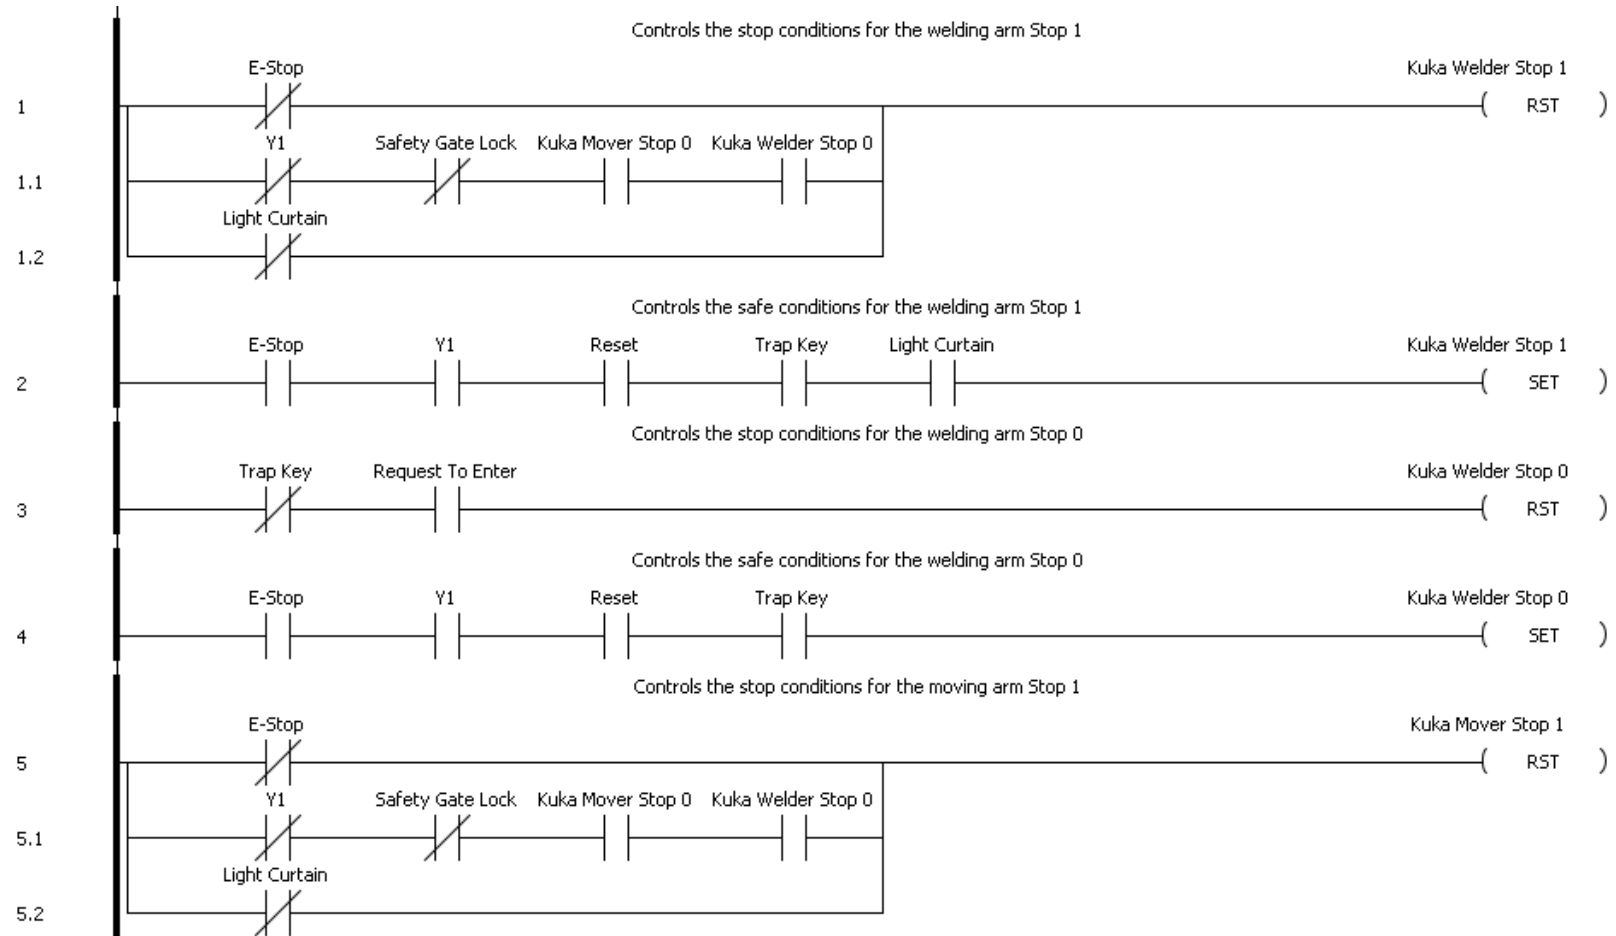 Controls the stop conditions for the welding arm Stop 1
E-Stop Kuka Welder Stop 1
1 ( RST )
Y1 Safety Gate Lock Kuka Mover Stop 0 Kuka Welder Stop 0
1.1
Light Curtain
1.2
Controls the safe conditions for the welding arm Stop 1
E-Stop Y1 Reset Trap Key Light Curtain Kuka Welder Stop 1
2 ( SET )
Controls the stop conditions for the welding arm Stop 0
Trap Key Request To Enter Kuka Welder Stop 0
3 ( RST )
Controls the safe conditions for the welding arm Stop 0
E-Stop Y1 Reset Trap Key Kuka Welder Stop 0
4 ( SET )
Controls the stop conditions for the moving arm Stop 1
E-Stop Kuka Mover Stop 1
5 ( RST )
Y1 Safety Gate Lock Kuka Mover Stop 0 Kuka Welder Stop 0
5.1
Light Curtain
5.2